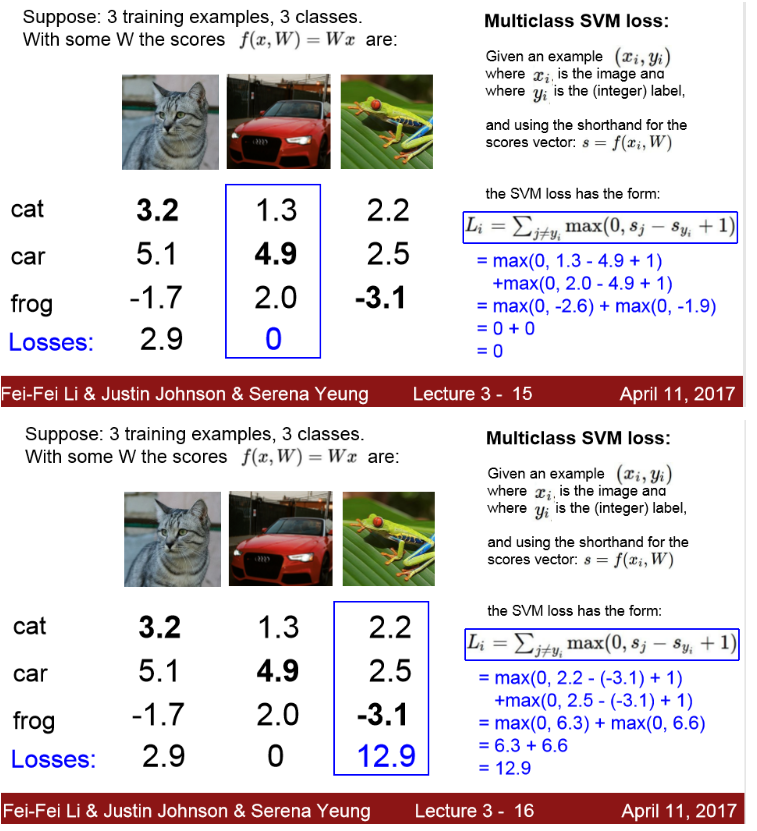 Suppose: 3 training examples, 3 classes.
With some W the scores f(x, W) = Wx are:
cat 3.2 1.3 2.2
car 5.1 4.9 2.5
frog -1.7 2.0 -3.1
Losses: 2.9 0
Multiclass SVM loss:
Given an example (x_i, y_i)
where x_i is the image and
where y_i is the (integer) label,
and using the shorthand for the
scores vector: s = f(x_i, W)
the SVM loss has the form:
L_i = ∑_{j≠y_i} max(0, s_j − s_{y_i} + 1)
= max(0, 1.3 - 4.9 + 1)
+max(0, 2.0 - 4.9 + 1)
= max(0, -2.6) + max(0, -1.9)
= 0 + 0
= 0
Fei-Fei Li & Justin Johnson & Serena Yeung Lecture 3 - 15 April 11, 2017
Suppose: 3 training examples, 3 classes.
With some W the scores f(x, W) = Wx are:
cat 3.2 1.3 2.2
car 5.1 4.9 2.5
frog -1.7 2.0 -3.1
Losses: 2.9 0 12.9
Multiclass SVM loss:
Given an example (x_i, y_i)
where x_i is the image and
where y_i is the (integer) label,
and using the shorthand for the
scores vector: s = f(x_i, W)
the SVM loss has the form:
L_i = ∑_{j≠y_i} max(0, s_j − s_{y_i} + 1)
= max(0, 2.2 - (-3.1) + 1)
+max(0, 2.5 - (-3.1) + 1)
= max(0, 6.3) + max(0, 6.6)
= 6.3 + 6.6
= 12.9
Fei-Fei Li & Justin Johnson & Serena Yeung Lecture 3 - 16 April 11, 2017